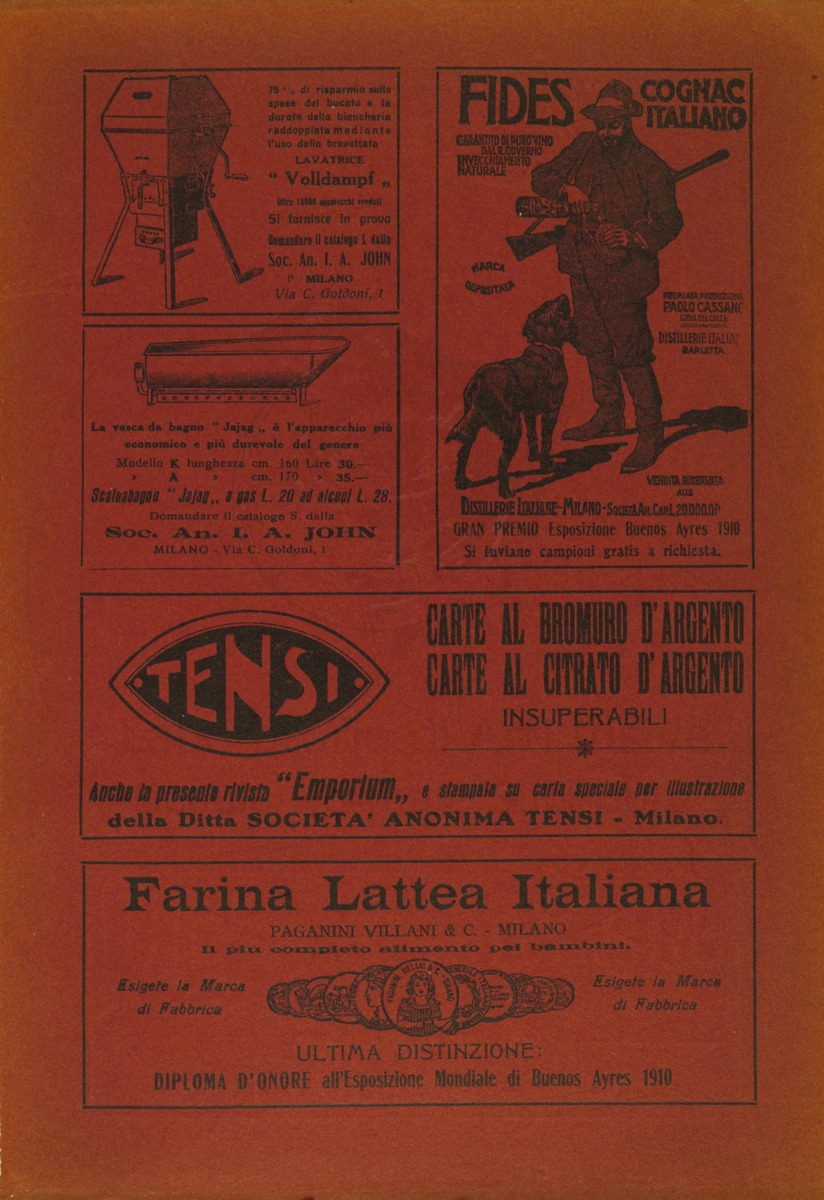 75 % di risparmio sulle
spese del bucato e la
durata della biancheria
raddoppiata mediante
l'uso della brevettata
LAVATRICE
“ Volldampf „
Oltre 10000 apparecchi venduti
Si fornisce in prova
Domandare il catalogo L dalla
Soc. An. I. A. JOHN
MILANO
Via C. Goldoni, 1
La vasca da bagno “ Jajag „ è l'apparecchio più
economico e più durevole del genere
Modello K lunghezza cm. 160 Lire 30.—
» A » cm. 170 » 35.—
Scaldabagno “Jajag„ a gas L. 20 ad alcool L. 28.
Domandare il catalogo S. dalla
Soc. An. I. A. JOHN
MILANO - Via C. Goldoni, 1
FIDES COGNAC
ITALIANO
GARANTITO DI PURO VINO
DAL R. GOVERNO
INVECCHIAMENTO
NATURALE
MARCA
DEPOSITATA
PREMIATA PRODUZIONE
PAOLO CASSANO
GIOIA DEL COLLE
DISTILLERIE ITALIANE
BARLETTA
VENDITA RISERVATA
ALLE
DISTILLERIE ITALIANE-MILANO-SOCIETÀ AN. CAP. L. 20.000.000
GRAN PREMIO Esposizione Buenos Ayres 1910
Si inviano campioni gratis a richiesta.
TENSI
CARTE AL BROMURO D'ARGENTO
CARTE AL CITRATO D'ARGENTO
INSUPERABILI
Anche la presente rivista “Emporium„ è stampata su carta speciale per illustrazione
della Ditta SOCIETA' ANONIMA TENSI - Milano.
Farina Lattea Italiana
PAGANINI VILLANI & C. - MILANO
Il più completo alimento pei bambini.
Esigete la Marca
di Fabbrica
PAGANINI, VILLANI & C. MILANO
Esigete la Marca
di Fabbrica
ULTIMA DISTINZIONE:
DIPLOMA D'ONORE all'Esposizione Mondiale di Buenos Ayres 1910